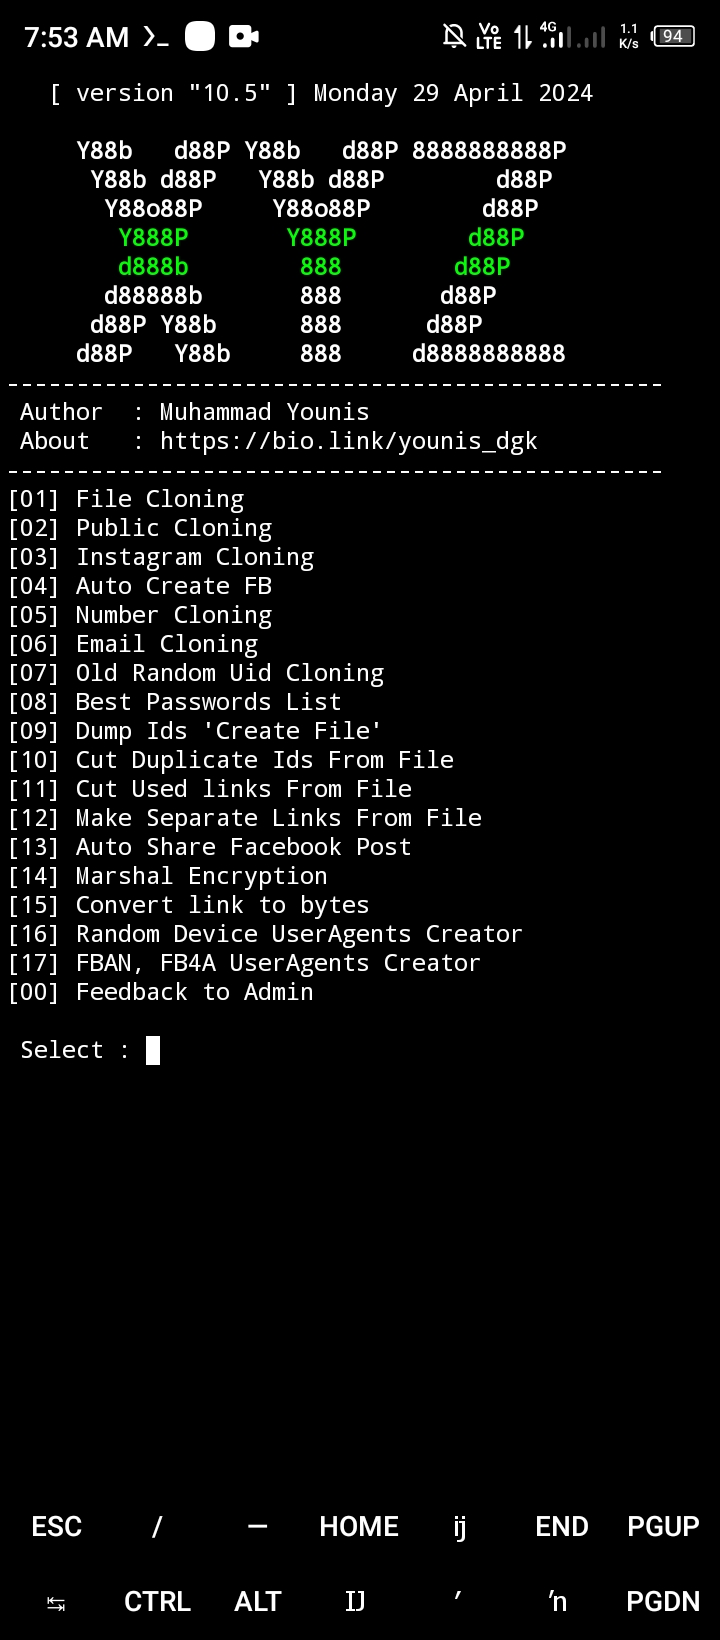 7:53 AM
Vo LTE 4G 1.1 K/s 94
[ version "10.5" ] Monday 29 April 2024
Y88b   d88P Y88b   d88P 8888888888P
 Y88b d88P   Y88b d88P        d88P
  Y88o88P     Y88o88P        d88P
   Y888P       Y888P        d88P
   d888b        888        d88P
  d88888b       888       d88P
 d88P Y88b      888      d88P
d88P   Y88b     888     d8888888888
-----------------------------------------------
Author  : Muhammad Younis
About   : https://bio.link/younis_dgk
-----------------------------------------------
[01] File Cloning
[02] Public Cloning
[03] Instagram Cloning
[04] Auto Create FB
[05] Number Cloning
[06] Email Cloning
[07] Old Random Uid Cloning
[08] Best Passwords List
[09] Dump Ids 'Create File'
[10] Cut Duplicate Ids From File
[11] Cut Used links From File
[12] Make Separate Links From File
[13] Auto Share Facebook Post
[14] Marshal Encryption
[15] Convert link to bytes
[16] Random Device UserAgents Creator
[17] FBAN, FB4A UserAgents Creator
[00] Feedback to Admin
Select :
ESC / — HOME ĳ END PGUP
↹ CTRL ALT Ĳ ′ ŉ PGDN